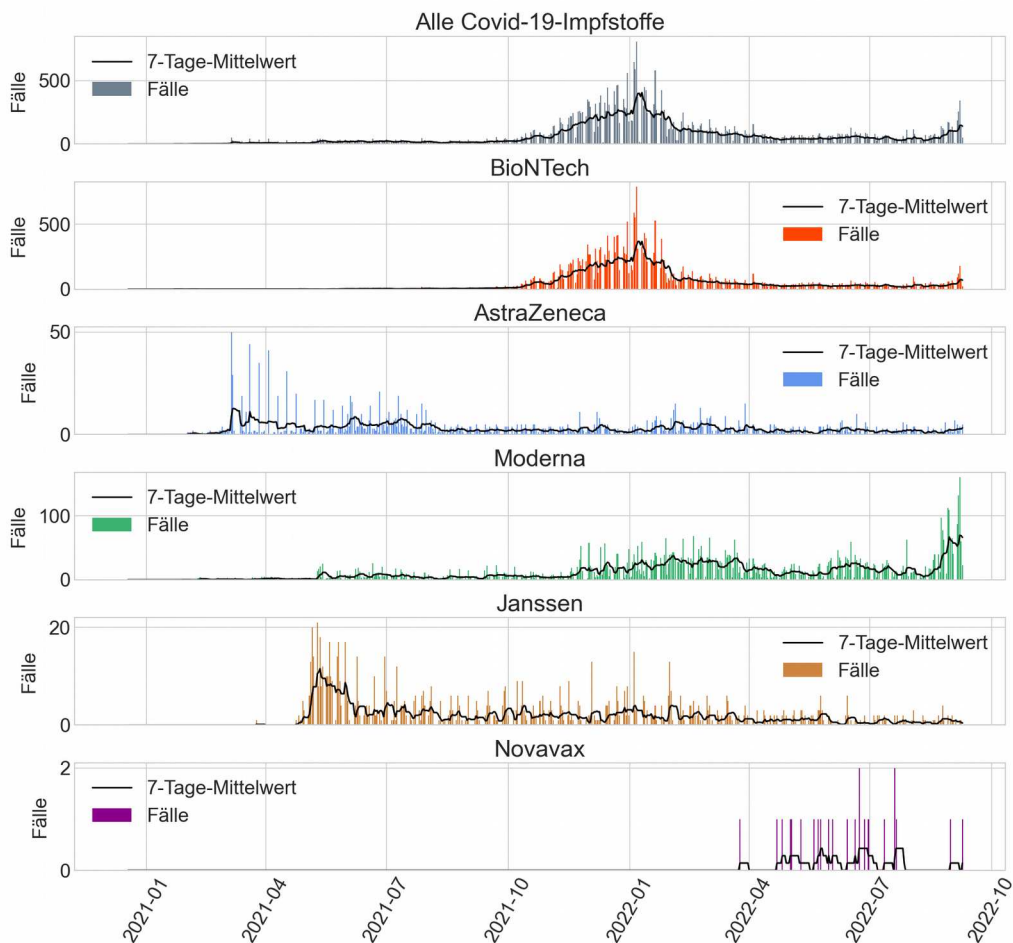 Alle Covid-19-Impfstoffe
Fälle
500
0
7-Tage-Mittelwert
Fälle
BioNTech
Fälle
500
0
7-Tage-Mittelwert
Fälle
AstraZeneca
Fälle
50
0
7-Tage-Mittelwert
Fälle
Moderna
Fälle
100
0
7-Tage-Mittelwert
Fälle
Janssen
Fälle
20
0
7-Tage-Mittelwert
Fälle
Novavax
Fälle
2
0
7-Tage-Mittelwert
Fälle
2021-01
2021-04
2021-07
2021-10
2022-01
2022-04
2022-07
2022-10